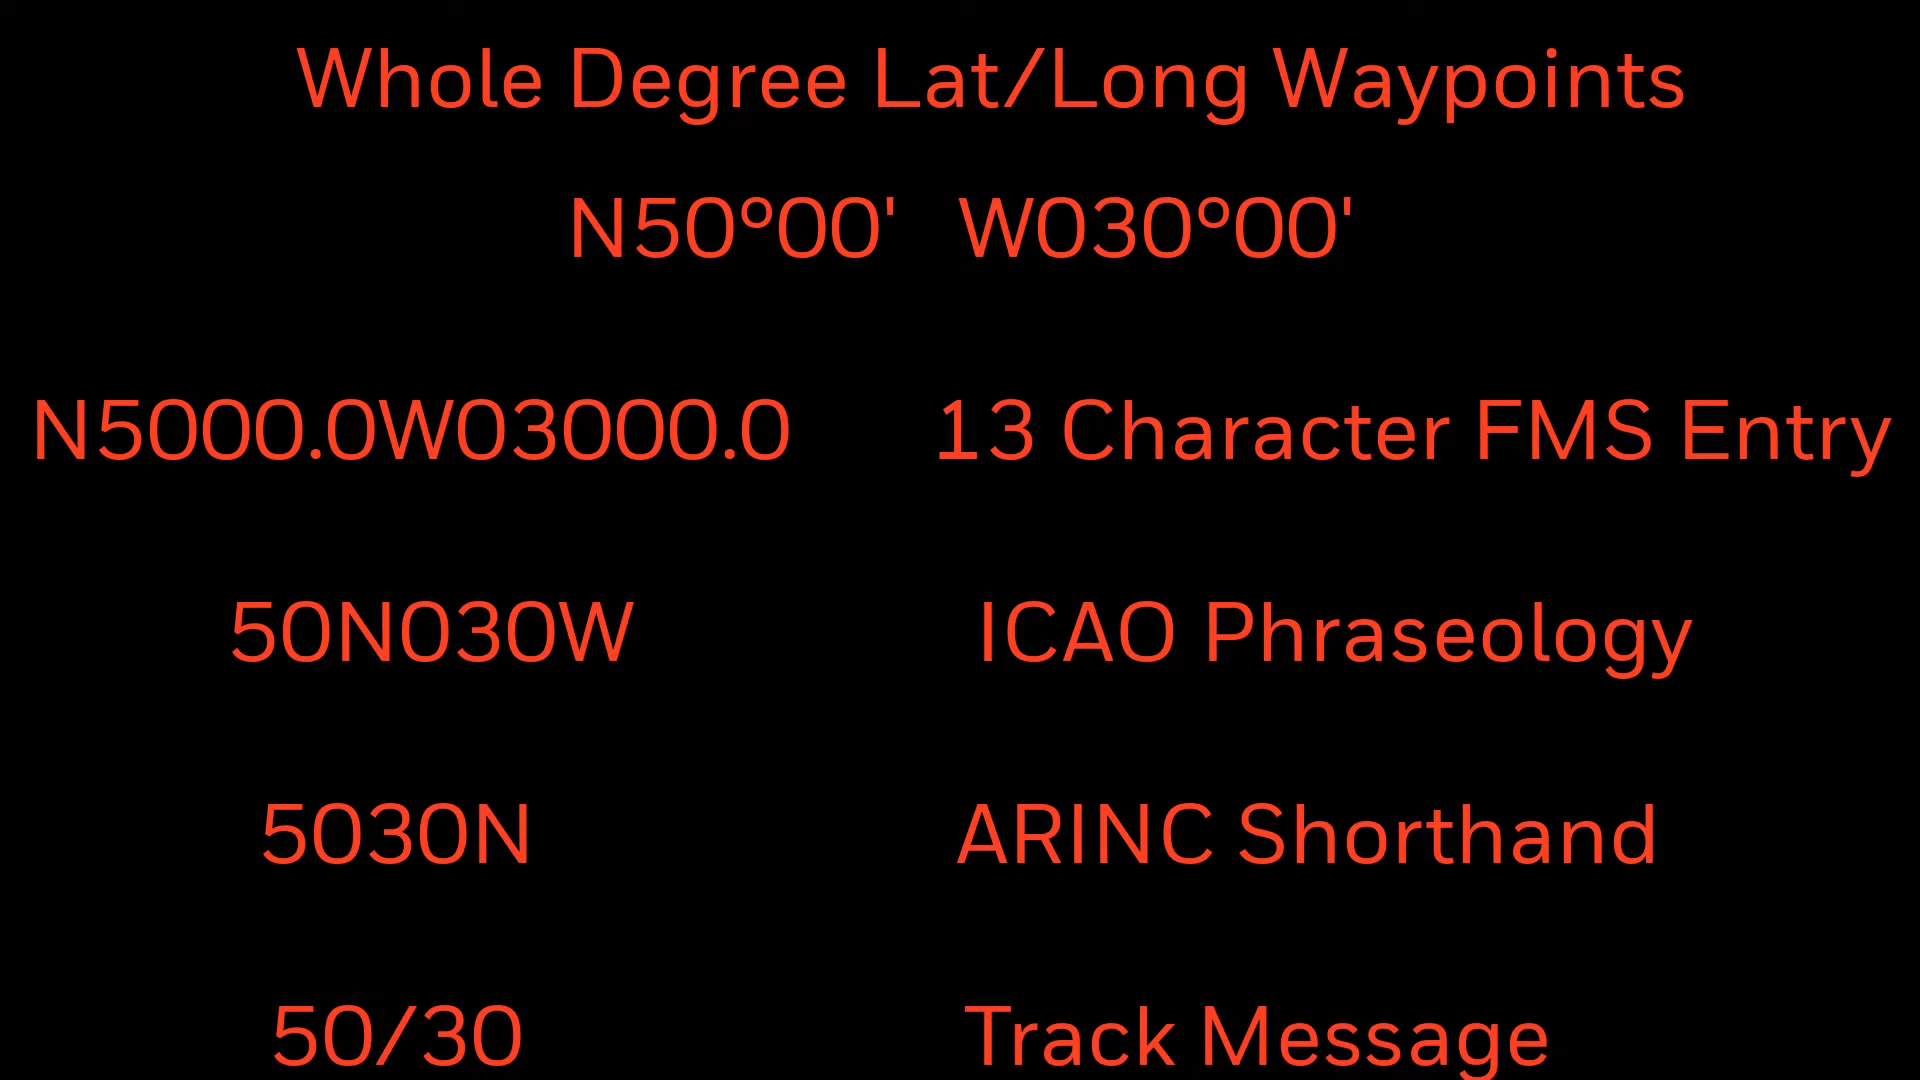 Whole Degree Lat/Long Waypoints
N50°00' W030°00'
N5000.0W03000.0 13 Character FMS Entry
50N030W ICAO Phraseology
5030N ARINC Shorthand
50/30 Track Message